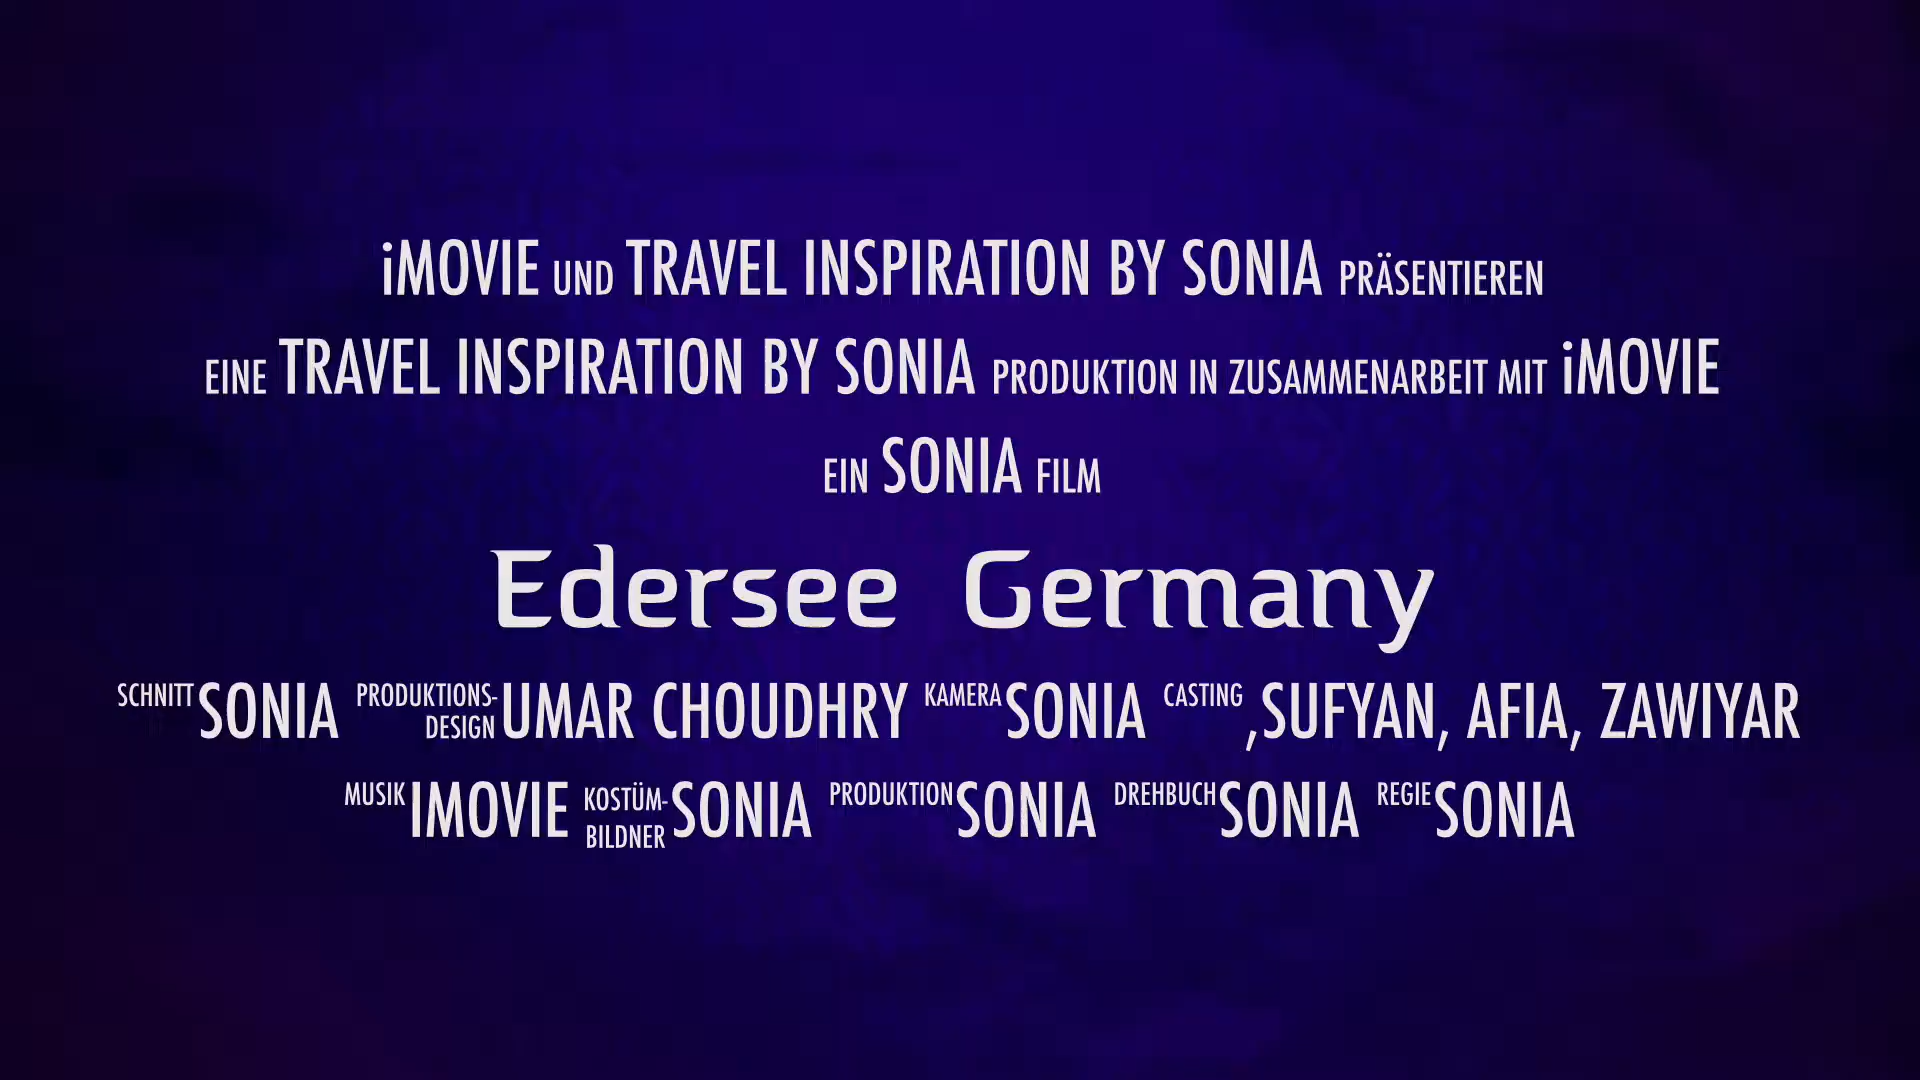 iMOVIE UND TRAVEL INSPIRATION BY SONIA PRÄSENTIEREN
EINE TRAVEL INSPIRATION BY SONIA PRODUKTION IN ZUSAMMENARBEIT MIT iMOVIE
EIN SONIA FILM
Edersee Germany
SCHNITT SONIA PRODUKTIONS-DESIGN UMAR CHOUDHRY KAMERA SONIA CASTING ,SUFYAN, AFIA, ZAWIYAR
MUSIK IMOVIE KOSTÜM-BILDNER SONIA PRODUKTION SONIA DREHBUCH SONIA REGIE SONIA